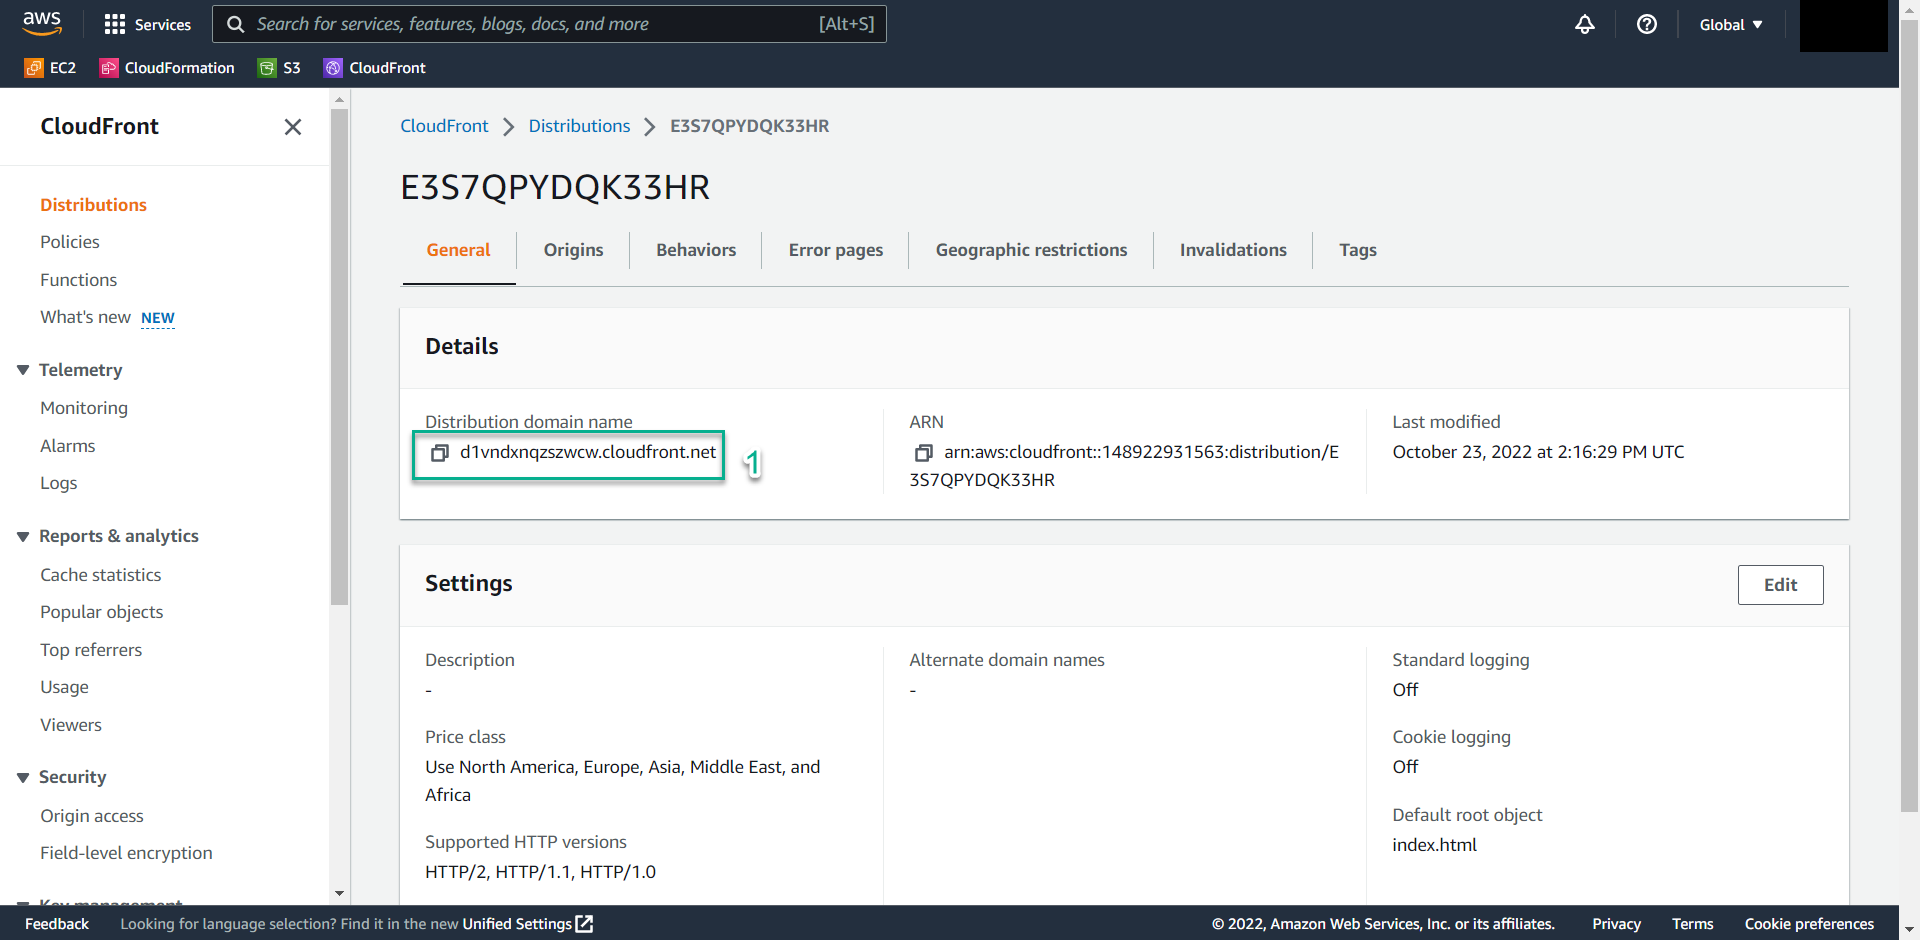 aws
Services
Search for services, features, blogs, docs, and more
[Alt+S]
Global
EC2
CloudFormation
S3
CloudFront
CloudFront
Distributions
Policies
Functions
What's new NEW
Telemetry
Monitoring
Alarms
Logs
Reports & analytics
Cache statistics
Popular objects
Top referrers
Usage
Viewers
Security
Origin access
Field-level encryption
Key management
CloudFront
Distributions
E3S7QPYDQK33HR
E3S7QPYDQK33HR
General
Origins
Behaviors
Error pages
Geographic restrictions
Invalidations
Tags
Details
Distribution domain name
d1vndxnqzszwcw.cloudfront.net
1
ARN
arn:aws:cloudfront::148922931563:distribution/E
3S7QPYDQK33HR
Last modified
October 23, 2022 at 2:16:29 PM UTC
Settings
Edit
Description
-
Price class
Use North America, Europe, Asia, Middle East, and
Africa
Supported HTTP versions
HTTP/2, HTTP/1.1, HTTP/1.0
Alternate domain names
-
Standard logging
Off
Cookie logging
Off
Default root object
index.html
Feedback
Looking for language selection? Find it in the new Unified Settings
© 2022, Amazon Web Services, Inc. or its affiliates.
Privacy
Terms
Cookie preferences